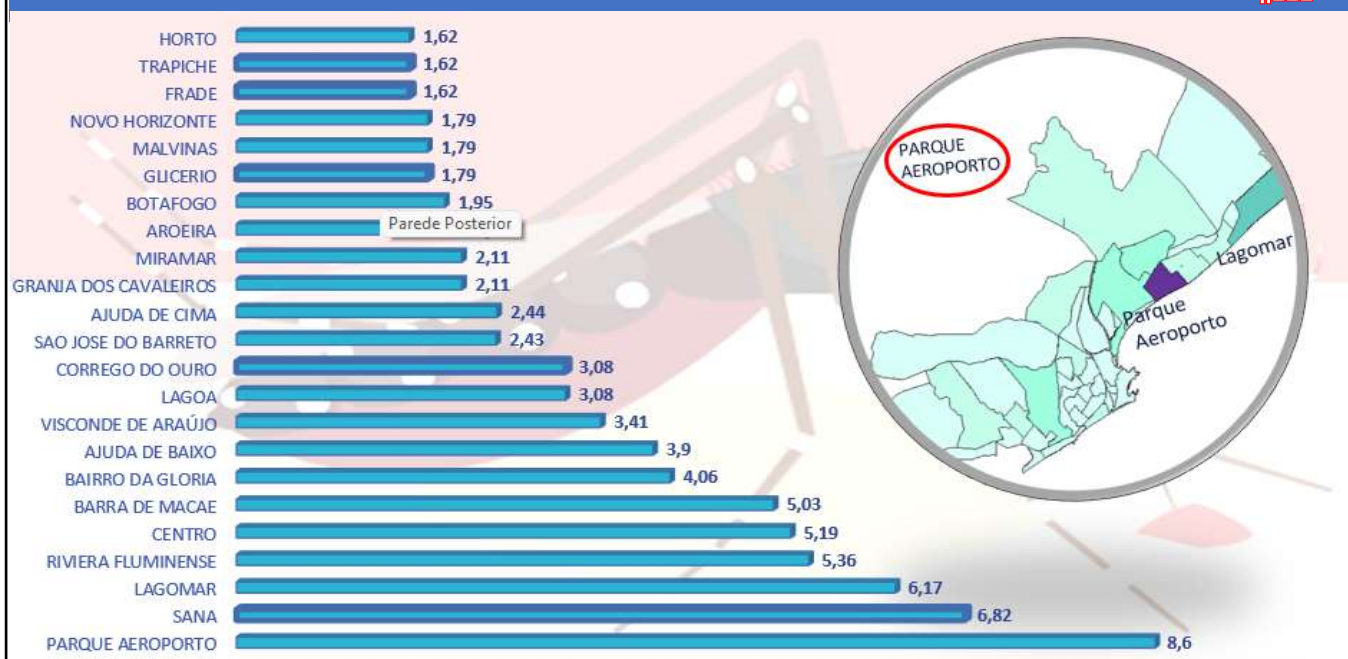 HORTO 1,62
TRAPICHE 1,62
FRADE 1,62
NOVO HORIZONTE 1,79
MALVINAS 1,79
GLICERIO 1,79
BOTAFOGO 1,95
AROEIRA
Parede Posterior
MIRAMAR 2,11
GRANJA DOS CAVALEIROS 2,11
AJUDA DE CIMA 2,44
SAO JOSE DO BARRETO 2,43
CORREGO DO OURO 3,08
LAGOA 3,08
VISCONDE DE ARAÚJO 3,41
AJUDA DE BAIXO 3,9
BAIRRO DA GLORIA 4,06
BARRA DE MACAE 5,03
CENTRO 5,19
RIVIERA FLUMINENSE 5,36
LAGOMAR 6,17
SANA 6,82
PARQUE AEROPORTO 8,6
PARQUE
AEROPORTO
Lagomar
Parque
Aeroporto